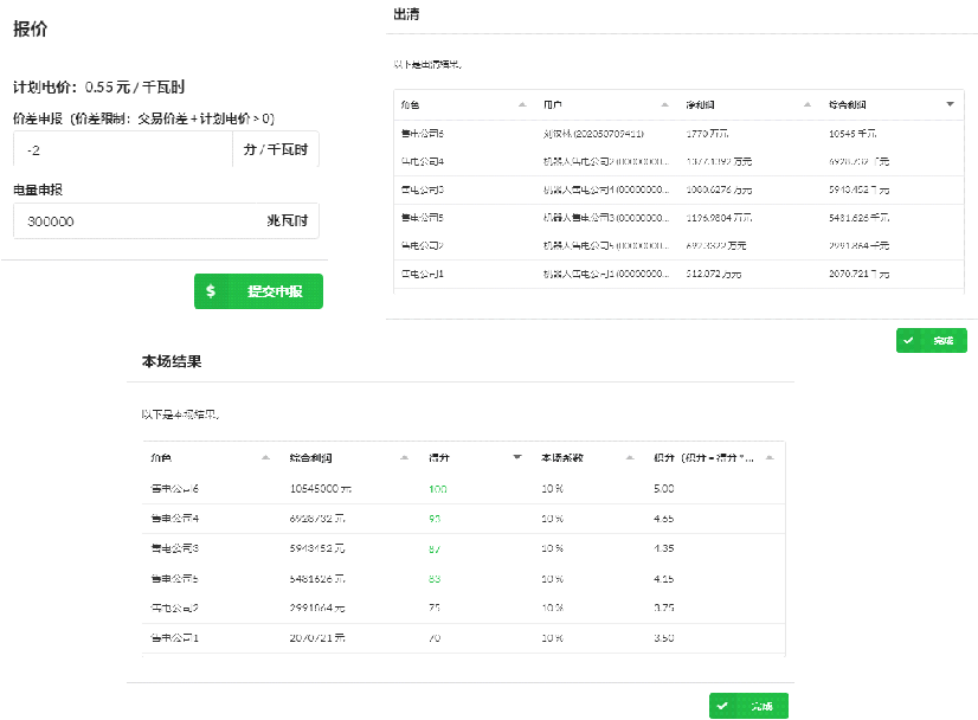 报价
计划电价：0.55 元 / 千瓦时
价差申报（价差限制：交易价差 + 计划电价 > 0）
-2 分 / 千瓦时
电量申报
300000 兆瓦时
$ 提交申报
出清
以下是出清结果。
角色 用户 净利润 综合利润
售电公司6 (202050709411) 1770 万元 10545 千元
售电公司4 机器人售电公司2 (00000000... 1377.1392 万元 6928.732 千元
售电公司3 机器人售电公司4 (00000000... 1080.6276 万元 5943.452 千元
售电公司5 机器人售电公司3 (00000000... 1196.9804 万元 5481.626 千元
售电公司2 机器人售电公司5 (00000000... 692.3322 万元 2991.864 千元
售电公司1 机器人售电公司1 (00000000... 512.872 万元 2070.721 千元
完成
本场结果
以下是本场结果。
角色 综合利润 得分 本场系数 积分（积分 = 得分 * ...
售电公司6 10545000 元 100 10 % 5.00
售电公司4 6928732 元 93 10 % 4.65
售电公司3 5943452 元 87 10 % 4.35
售电公司5 5481626 元 83 10 % 4.15
售电公司2 2991864 元 75 10 % 3.75
售电公司1 2070721 元 70 10 % 3.50
完成